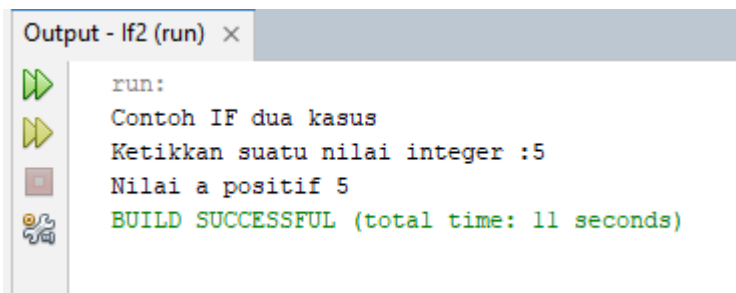 Output - If2 (run) ×
run:
Contoh IF dua kasus
Ketikkan suatu nilai integer :5
Nilai a positif 5
BUILD SUCCESSFUL (total time: 11 seconds)